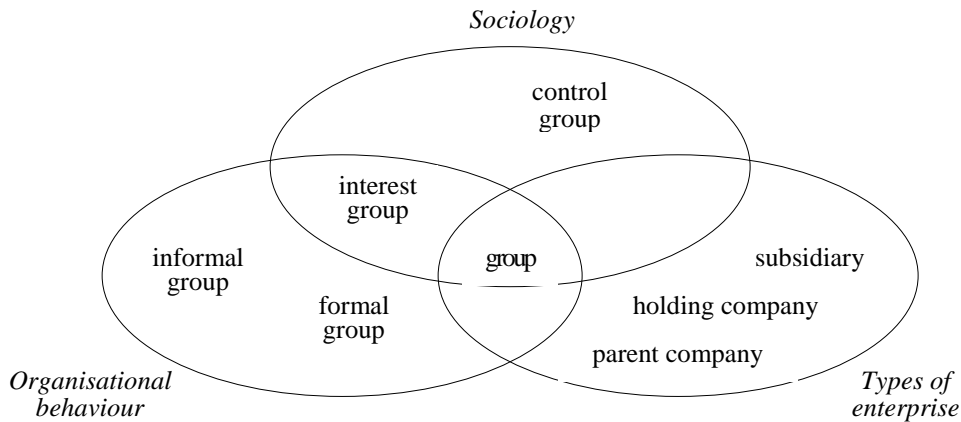 Sociology
control
group
interest
group
informal
group
group
subsidiary
formal
group
holding company
parent company
Organisational
behaviour
Types of
enterprise